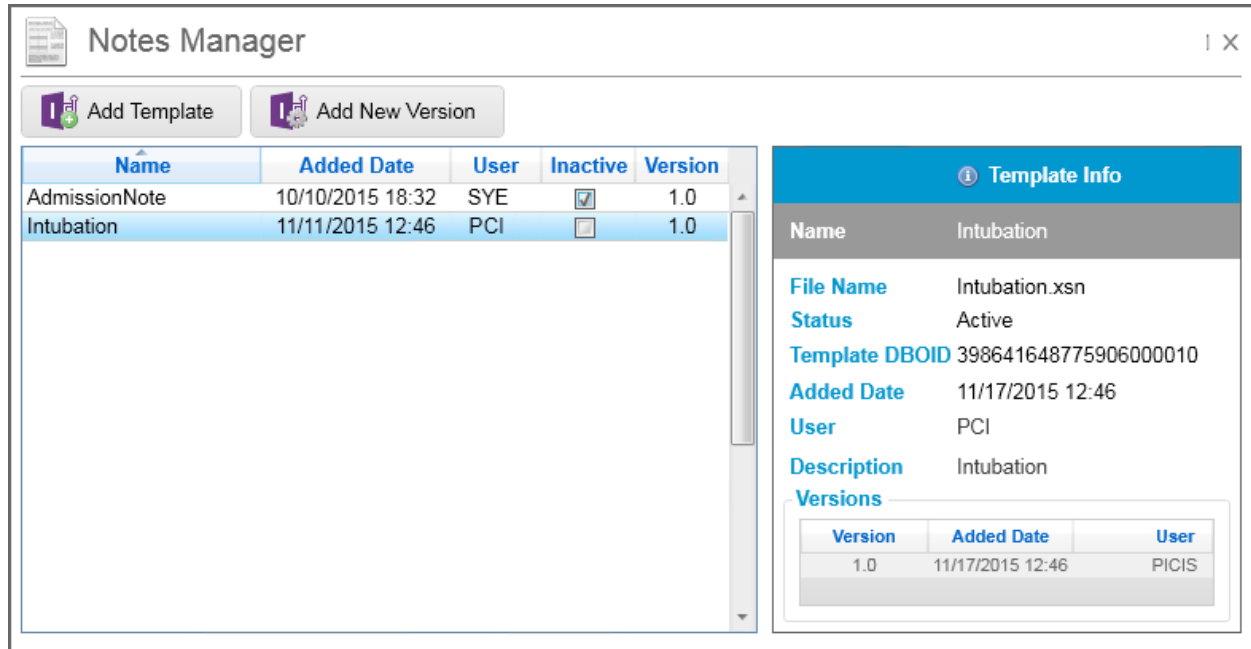 Notes Manager
Add Template Add New Version
Name Added Date User Inactive Version
AdmissionNote 10/10/2015 18:32 SYE 1.0
Intubation 11/11/2015 12:46 PCI 1.0
Template Info
Name Intubation
File Name Intubation.xsn
Status Active
Template DBOID 398641648775906000010
Added Date 11/17/2015 12:46
User PCI
Description Intubation
Versions
Version Added Date User
1.0 11/17/2015 12:46 PICIS